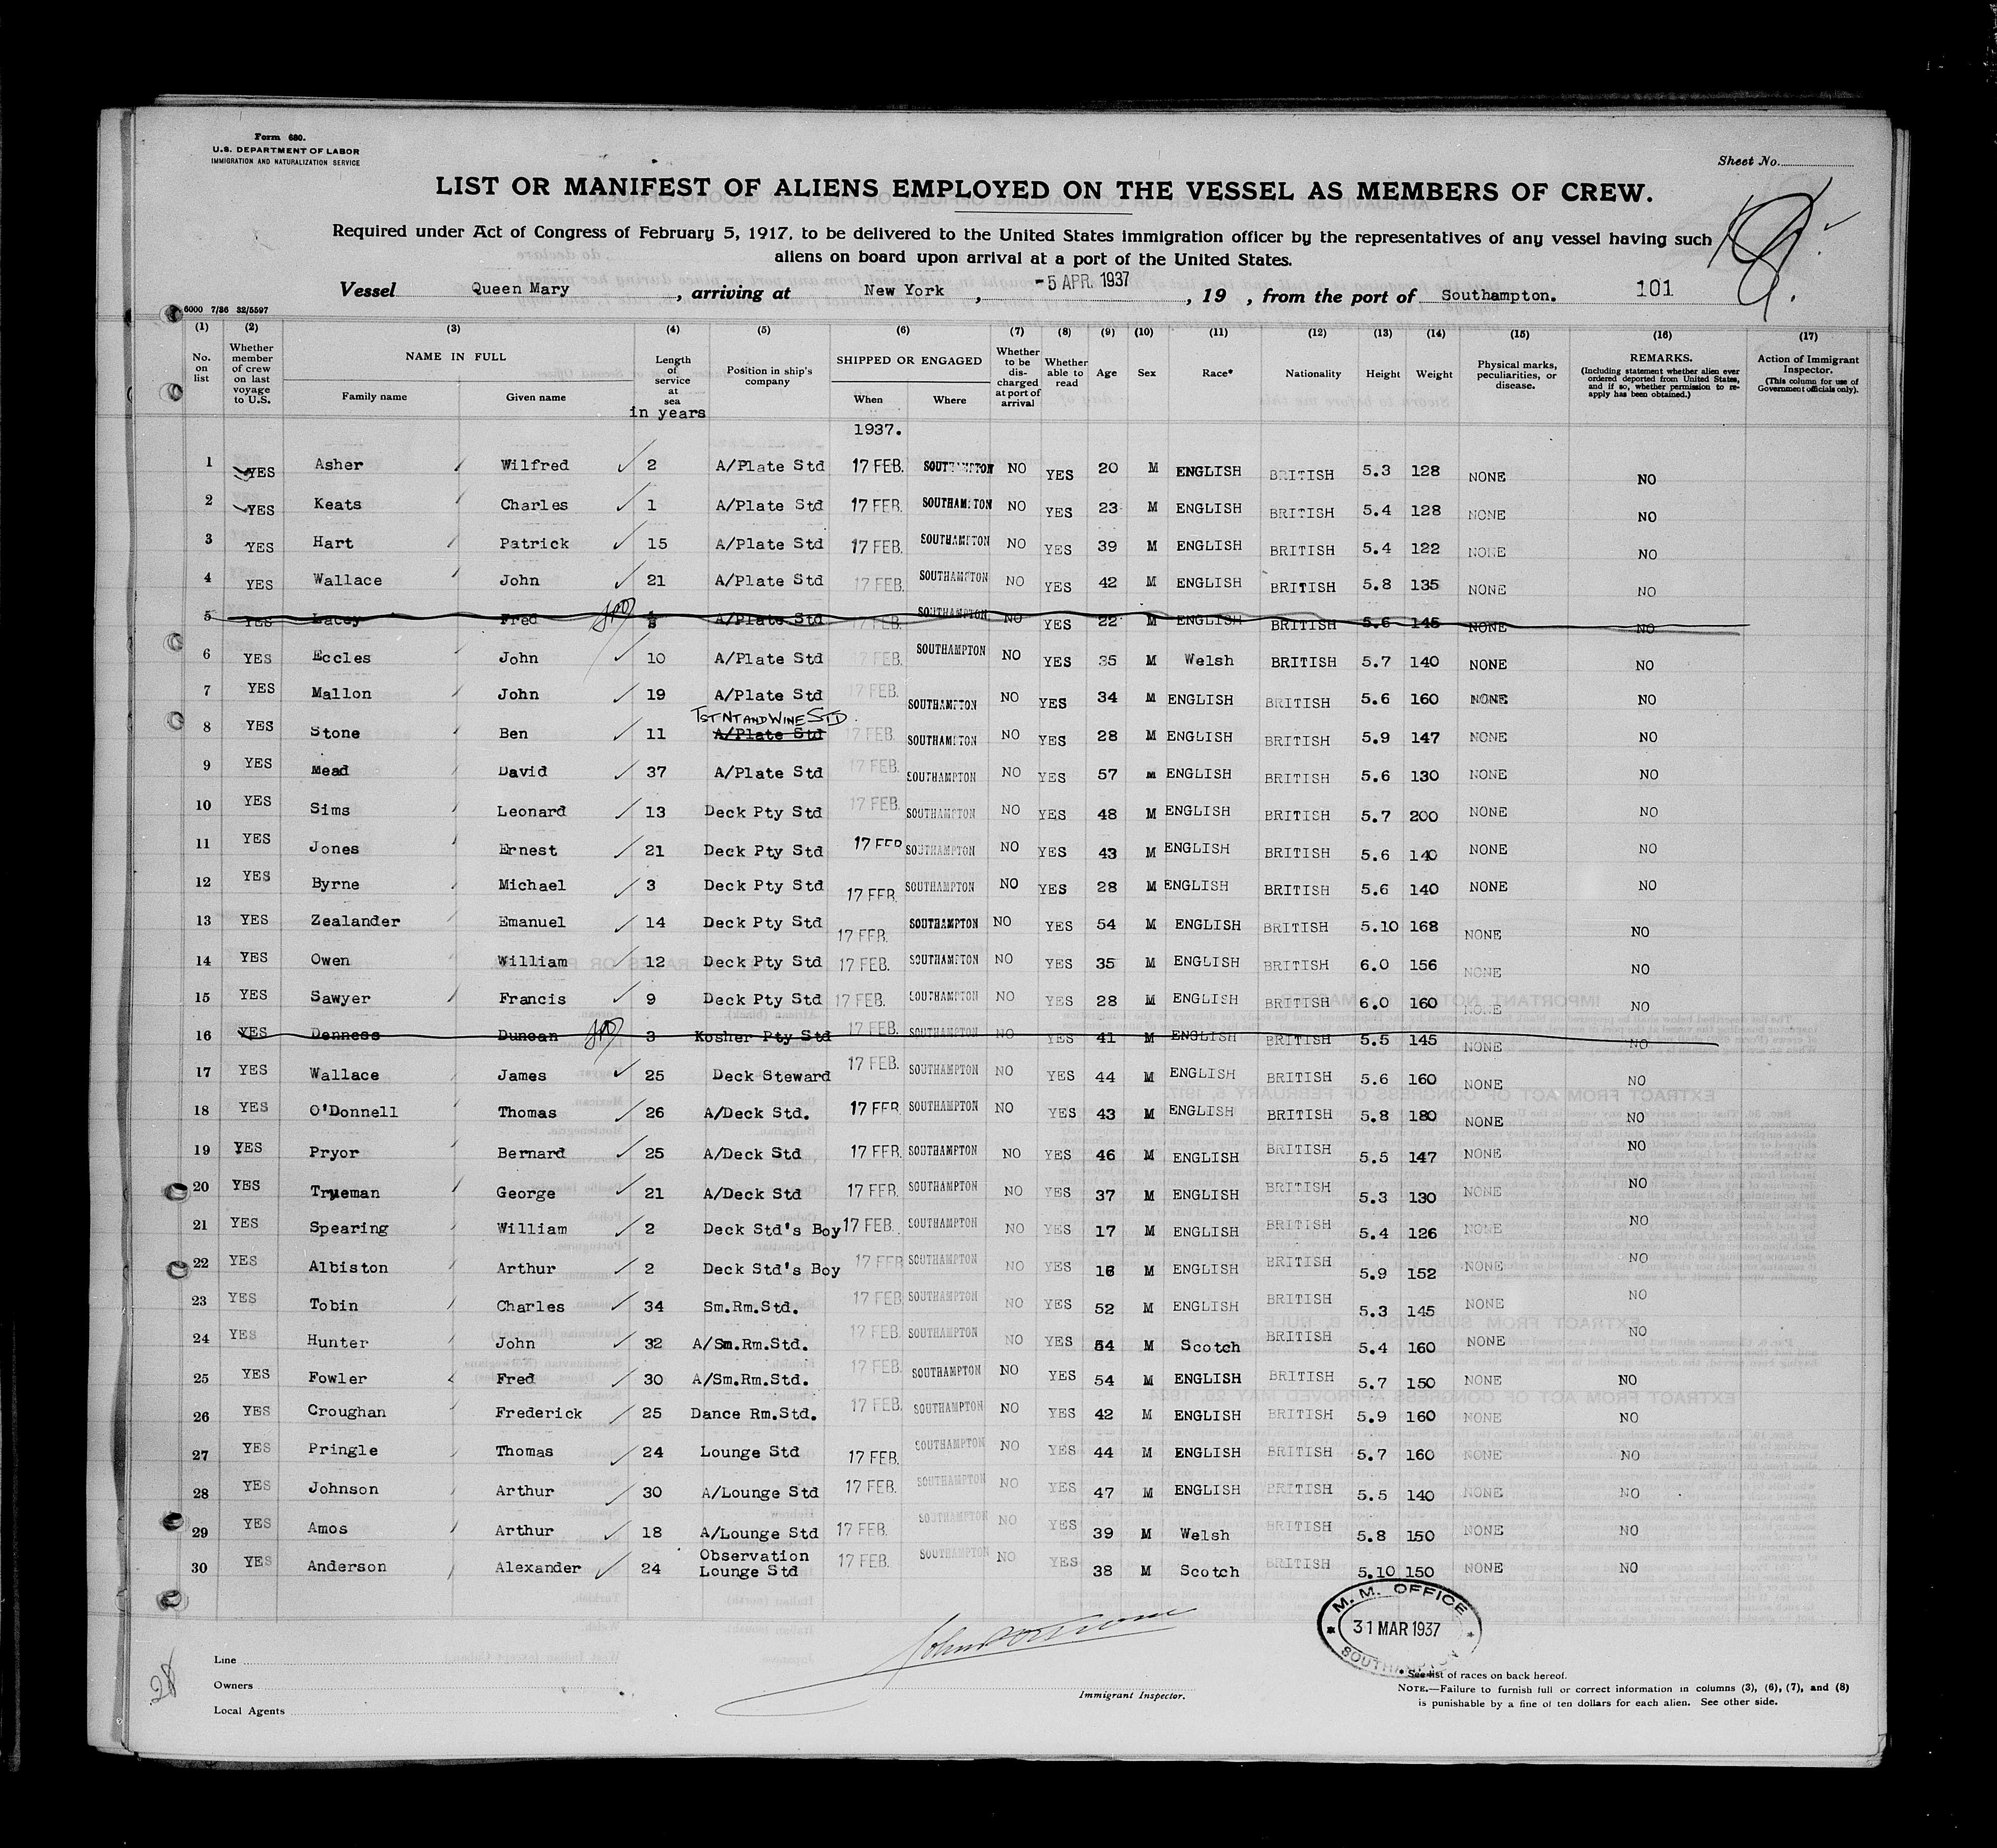 Form 680.
U.S. DEPARTMENT OF LABOR
IMMIGRATION AND NATURALIZATION SERVICE
Sheet No.
LIST OR MANIFEST OF ALIENS EMPLOYED ON THE VESSEL AS MEMBERS OF CREW.
Required under Act of Congress of February 5, 1917, to be delivered to the United States immigration officer by the representatives of any vessel having such
aliens on board upon arrival at a port of the United States.
Vessel Queen Mary, arriving at New York, -5 APR. 1937, 19 , from the port of Southampton. 101
6000 7/36 32/5597
(1) (2) (3) (4) (5) (6) (7) (8) (9) (10) (11) (12) (13) (14) (15) (16) (17)
No. on list
Whether member of crew on last voyage to U.S.
NAME IN FULL
Family name
Given name
Length of service at sea
in years
Position in ship's company
SHIPPED OR ENGAGED
When
Where
Whether to be discharged at port of arrival
Whether able to read
Age
Sex
Race*
Nationality
Height
Weight
Physical marks, peculiarities, or disease.
REMARKS.
(Including statement whether alien ever ordered deported from United States, and if so, whether permission to re-apply has been obtained.)
Action of Immigrant Inspector.
(This column for use of Government officials only).
1937.
1 YES Asher Wilfred 2 A/Plate Std 17 FEB. SOUTHAMPTON NO YES 20 M ENGLISH BRITISH 5.3 128 NONE NO
2 YES Keats Charles 1 A/Plate Std 17 FEB. SOUTHAMPTON NO YES 23 M ENGLISH BRITISH 5.4 128 NONE NO
3 YES Hart Patrick 15 A/Plate Std 17 FEB. SOUTHAMPTON NO YES 39 M ENGLISH BRITISH 5.4 122 NONE NO
4 YES Wallace John 21 A/Plate Std 17 FEB. SOUTHAMPTON NO YES 42 M ENGLISH BRITISH 5.8 135 NONE NO
5 YES Lacey Fred A/Plate Std 17 FEB. SOUTHAMPTON NO YES 22 M ENGLISH BRITISH 5.6 145 NONE NO
6 YES Eccles John 10 A/Plate Std 17 FEB. SOUTHAMPTON NO YES 35 M Welsh BRITISH 5.7 140 NONE NO
7 YES Mallon John 19 A/Plate Std 17 FEB. SOUTHAMPTON NO YES 34 M ENGLISH BRITISH 5.6 160 NONE NO
TST NT AND WINE STD.
8 YES Stone Ben 11 A/Plate Std 17 FEB. SOUTHAMPTON NO YES 28 M ENGLISH BRITISH 5.9 147 NONE NO
9 YES Mead David 37 A/Plate Std 17 FEB. SOUTHAMPTON NO YES 57 M ENGLISH BRITISH 5.6 130 NONE NO
10 YES Sims Leonard 13 Deck Pty Std 17 FEB. SOUTHAMPTON NO YES 48 M ENGLISH BRITISH 5.7 200 NONE NO
11 YES Jones Ernest 21 Deck Pty Std 17 FEB SOUTHAMPTON NO YES 43 M ENGLISH BRITISH 5.6 140 NONE NO
12 YES Byrne Michael 3 Deck Pty Std 17 FEB. SOUTHAMPTON NO YES 28 M ENGLISH BRITISH 5.6 140 NONE NO
13 YES Zealander Emanuel 14 Deck Pty Std 17 FEB. SOUTHAMPTON NO YES 54 M ENGLISH BRITISH 5.10 168 NONE NO
14 YES Owen William 12 Deck Pty Std 17 FEB. SOUTHAMPTON NO YES 35 M ENGLISH BRITISH 6.0 156 NONE NO
15 YES Sawyer Francis 9 Deck Pty Std 17 FEB. SOUTHAMPTON NO YES 28 M ENGLISH BRITISH 6.0 160 NONE NO
16 YES Denness Duncan 3 Kosher Pty Std 17 FEB. SOUTHAMPTON NO YES 41 M ENGLISH BRITISH 5.5 145 NONE NO
17 YES Wallace James 25 Deck Steward 17 FEB. SOUTHAMPTON NO YES 44 M ENGLISH BRITISH 5.6 160 NONE NO
18 YES O'Donnell Thomas 26 A/Deck Std. 17 FEB SOUTHAMPTON NO YES 43 M ENGLISH BRITISH 5.8 180 NONE NO
19 YES Pryor Bernard 25 A/Deck Std 17 FEB. SOUTHAMPTON NO YES 46 M ENGLISH BRITISH 5.5 147 NONE NO
20 YES Trueman George 21 A/Deck Std 17 FEB. SOUTHAMPTON NO YES 37 M ENGLISH BRITISH 5.3 130 NONE NO
21 YES Spearing William 2 Deck Std's Boy 17 FEB. SOUTHAMPTON NO YES 17 M ENGLISH BRITISH 5.4 126 NONE NO
22 YES Albiston Arthur 2 Deck Std's Boy 17 FEB SOUTHAMPTON NO YES 16 M ENGLISH BRITISH 5.9 152 NONE NO
23 YES Tobin Charles 34 Sm.Rm.Std. 17 FEB SOUTHAMPTON NO YES 52 M ENGLISH BRITISH 5.3 145 NONE NO
24 YES Hunter John 32 A/Sm.Rm.Std. 17 FEB. SOUTHAMPTON NO YES 54 M Scotch BRITISH 5.4 160 NONE NO
25 YES Fowler Fred 30 A/Sm.Rm.Std. 17 FEB. SOUTHAMPTON NO YES 54 M ENGLISH BRITISH 5.7 150 NONE NO
26 YES Croughan Frederick 25 Dance Rm.Std. 17 FEB. SOUTHAMPTON NO YES 42 M ENGLISH BRITISH 5.9 160 NONE NO
27 YES Pringle Thomas 24 Lounge Std 17 FEB. SOUTHAMPTON NO YES 44 M ENGLISH BRITISH 5.7 160 NONE NO
28 YES Johnson Arthur 30 A/Lounge Std 17 FEB. SOUTHAMPTON NO YES 47 M ENGLISH BRITISH 5.5 140 NONE NO
29 YES Amos Arthur 18 A/Lounge Std 17 FEB. SOUTHAMPTON NO YES 39 M Welsh BRITISH 5.8 150 NONE NO
30 YES Anderson Alexander 24 Observation Lounge Std 17 FEB. SOUTHAMPTON NO YES 38 M Scotch BRITISH 5.10 150 NONE NO
M. M. OFFICE
31 MAR 1937
SOUTHAMPTON
28
Line
Owners
Local Agents
Immigrant Inspector.
* See list of races on back hereof.
NOTE.—Failure to furnish full or correct information in columns (3), (6), (7), and (8)
is punishable by a fine of ten dollars for each alien. See other side.